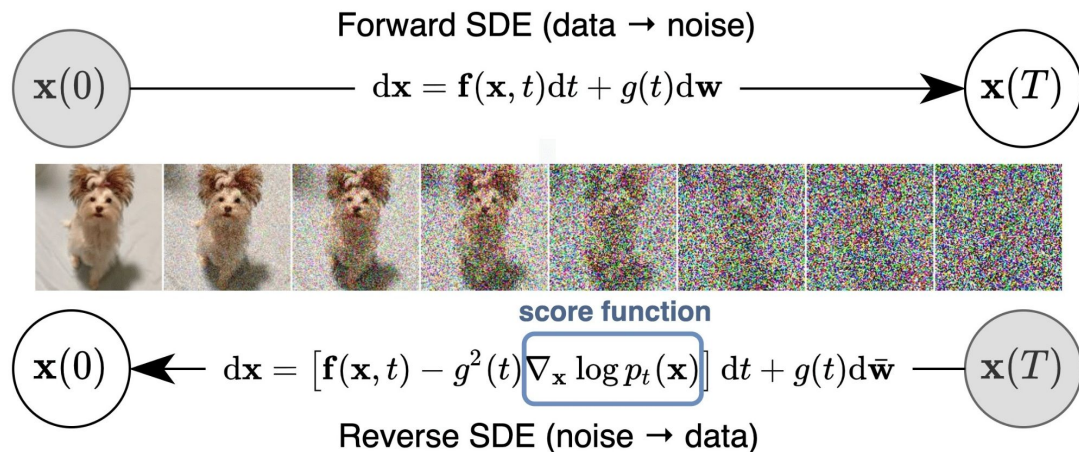 Forward SDE (data → noise)
x(0) dx = f(x, t)dt + g(t)dw x(T)
score function
x(0) dx = [f(x, t) − g²(t)∇ₓ log pₜ(x)] dt + g(t)dw̄ x(T)
Reverse SDE (noise → data)